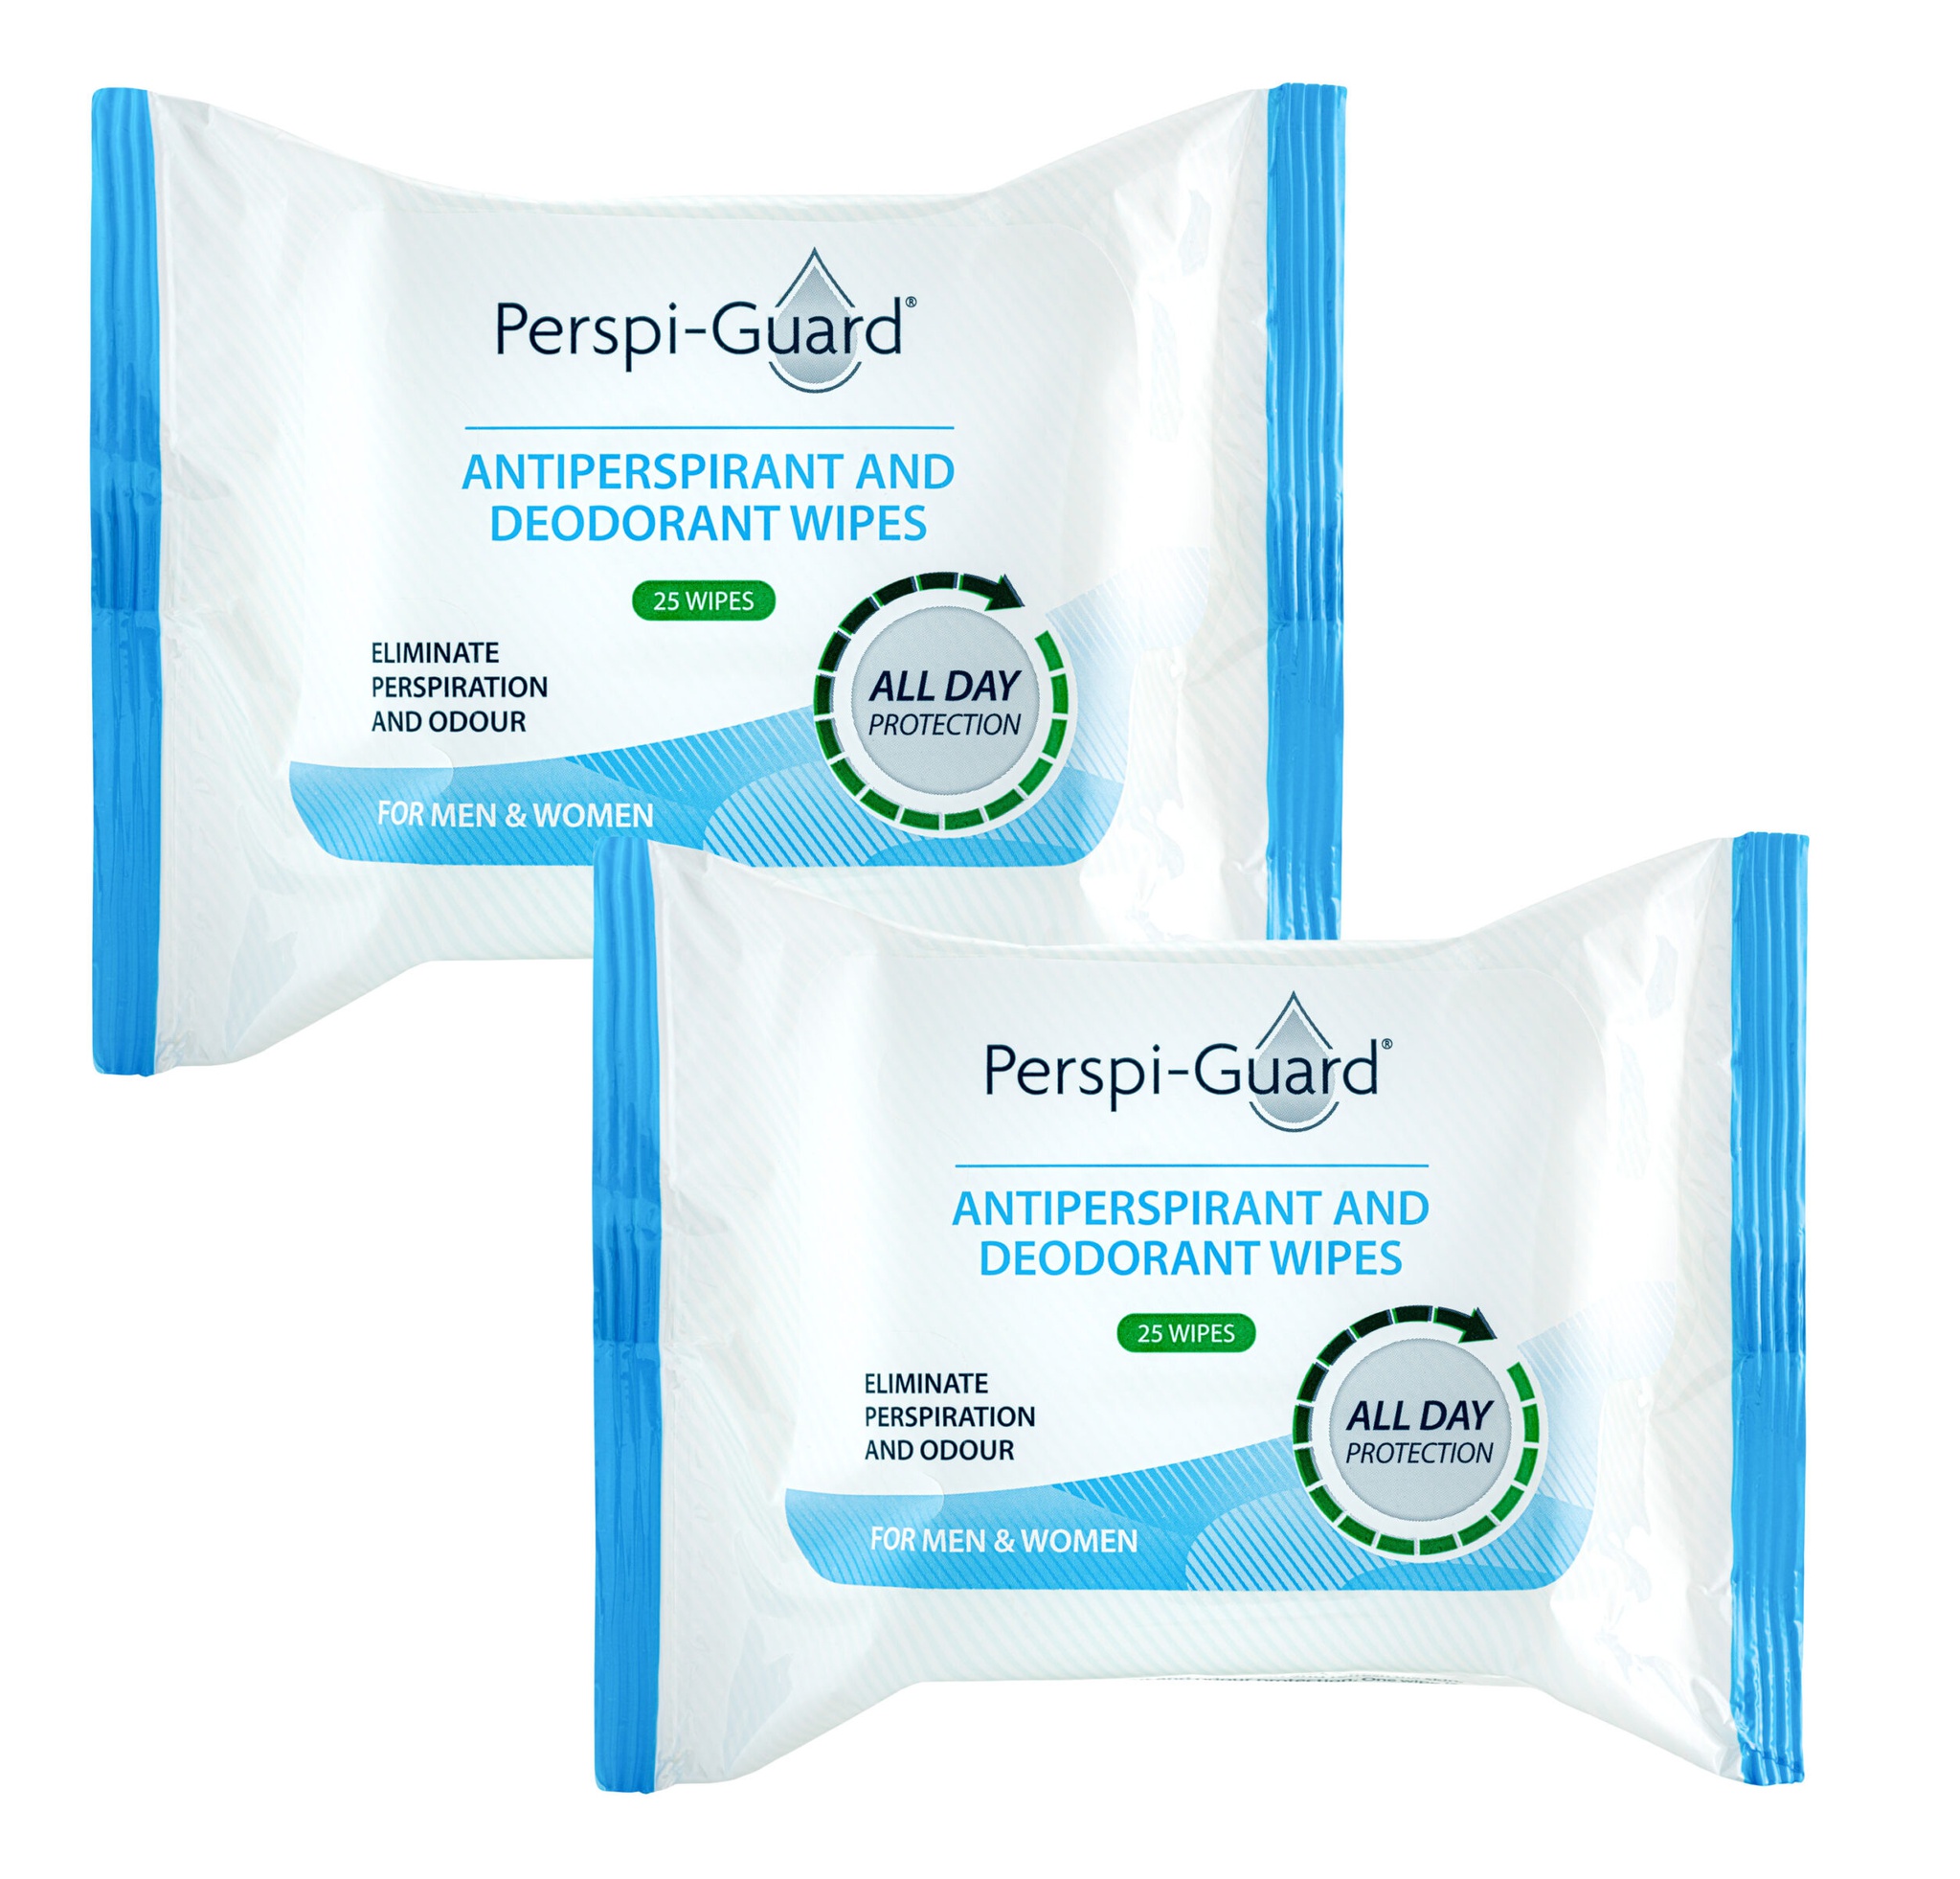 Perspi-Guard®
ANTIPERSPIRANT AND
DEODORANT WIPES
25 WIPES
ELIMINATE
PERSPIRATION
AND ODOUR
ALL DAY
PROTECTION
FOR MEN & WOMEN
Perspi-Guard®
ANTIPERSPIRANT AND
DEODORANT WIPES
25 WIPES
ELIMINATE
PERSPIRATION
AND ODOUR
ALL DAY
PROTECTION
FOR MEN & WOMEN